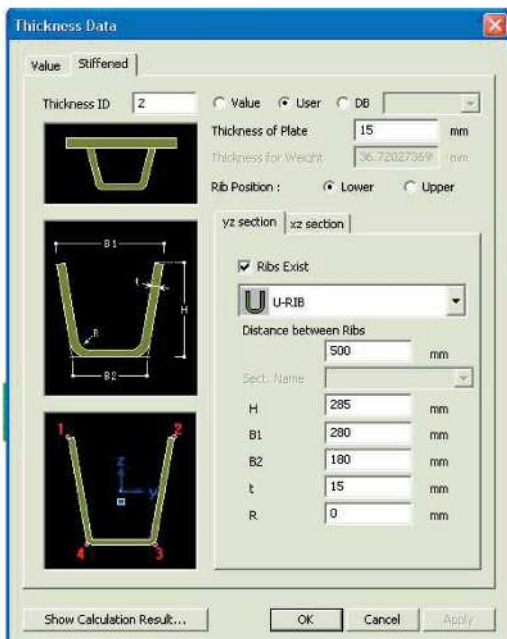 Thickness Data
Value Stiffened
Thickness ID 2 Value User DB
Thickness of Plate 15 mm
Thickness for Weight 36.7202736 mm
Rib Position : Lower Upper
yz section xz section
Ribs Exist
U-RIB
Distance between Ribs
500 mm
Sect. Name
H 285 mm
B1 280 mm
B2 180 mm
t 15 mm
R 0 mm
B1
t
H
R
B2
1 2
z
y
4 3
Show Calculation Result... OK Cancel Apply